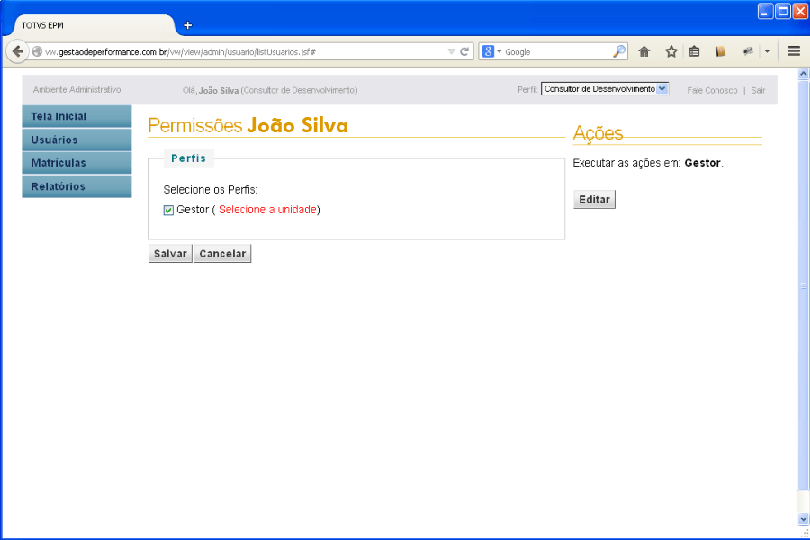 TOTVS EPM
vw.gestaodeperformance.com.br/vw/view/admin/usuario/listUsuarios.jsf#
Google
Ambente Administrativo
Olá, João Silva (Consultor de Desenvolvimento)
Perfil: Consultor de Desenvolvimento
Fale Conosco | Sair
Tela Inicial
Usuários
Matrículas
Relatórios
Permissões João Silva
Perfis
Selecione os Perfis:
Gestor ( Selecione a unidade)
Salvar Cancelar
Ações
Executar as ações em: Gestor.
Editar